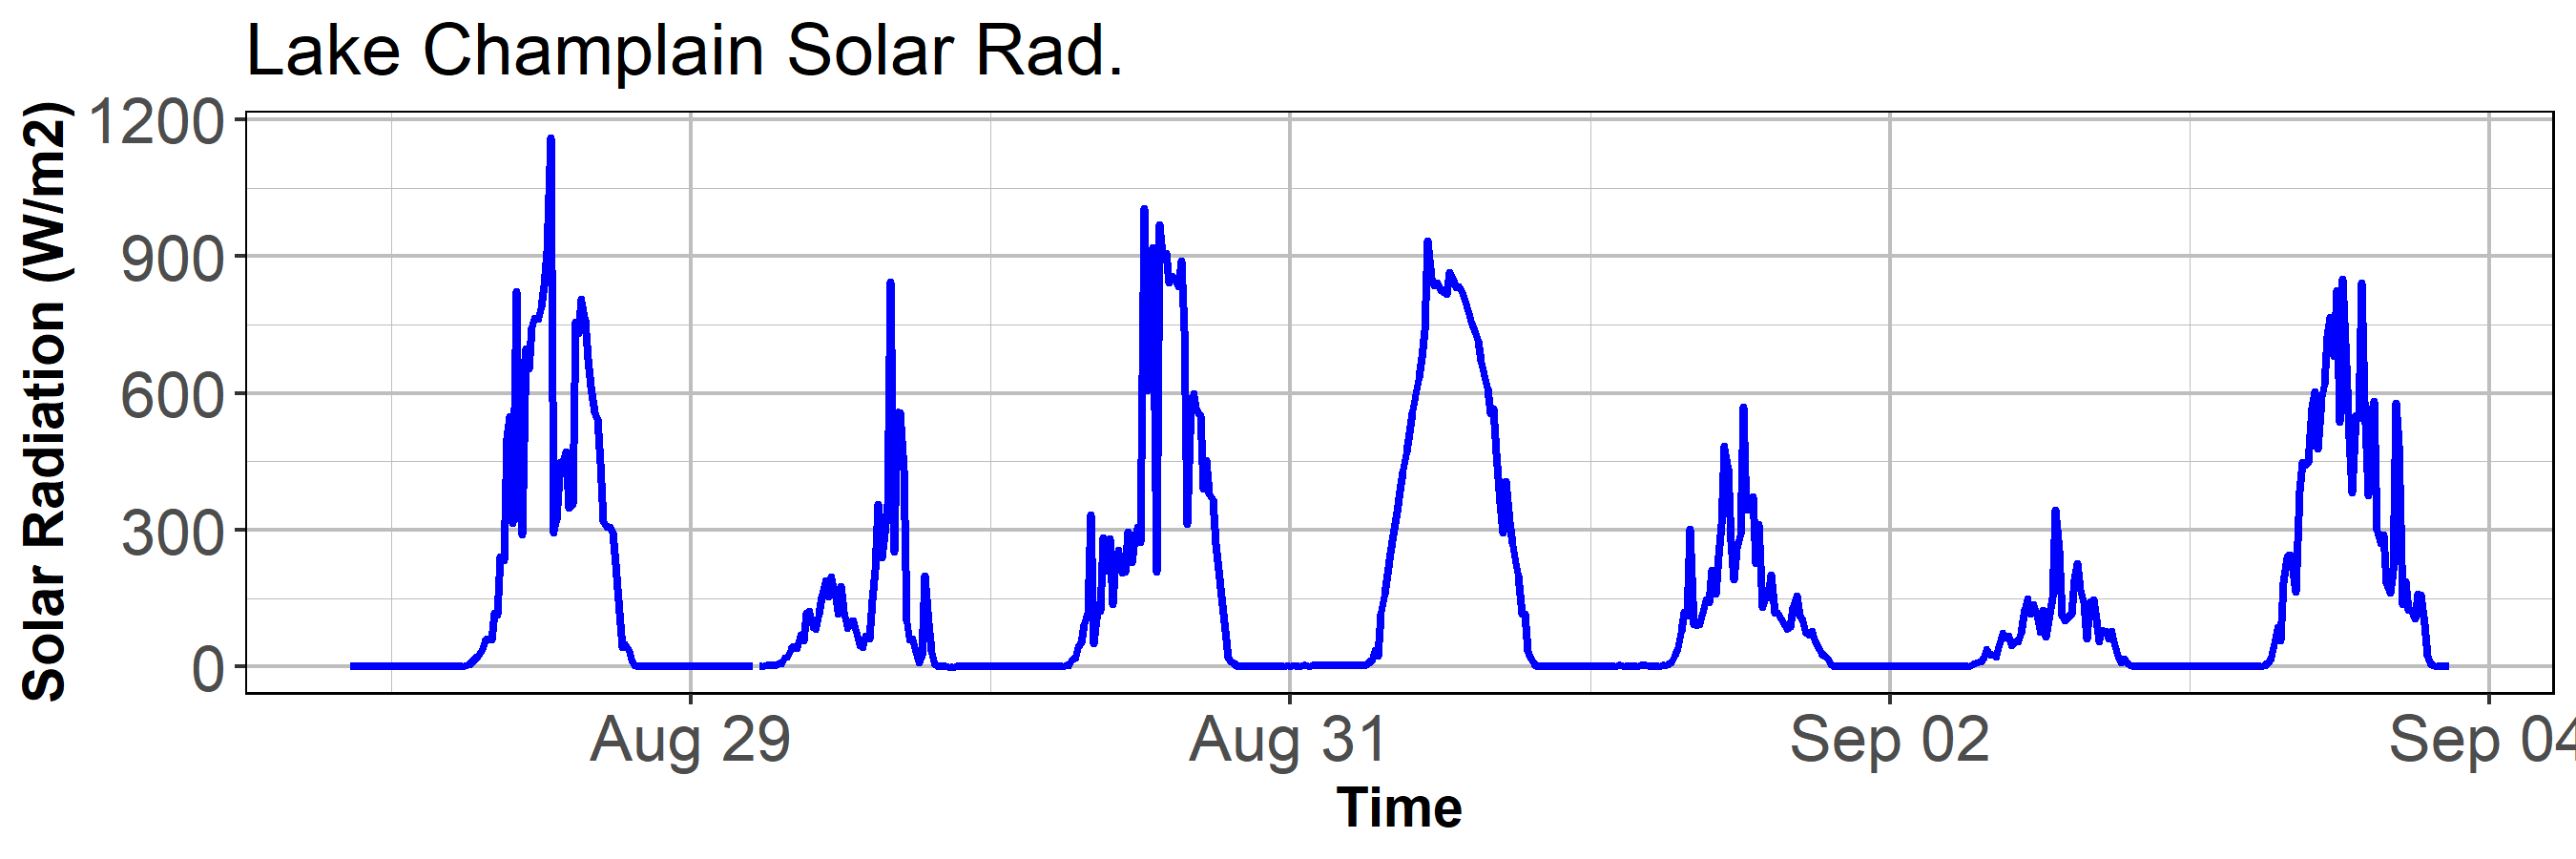 Lake Champlain Solar Rad.
Solar Radiation (W/m2)
1200
900
600
300
0
Aug 29 Aug 31 Sep 02 Sep 04
Time